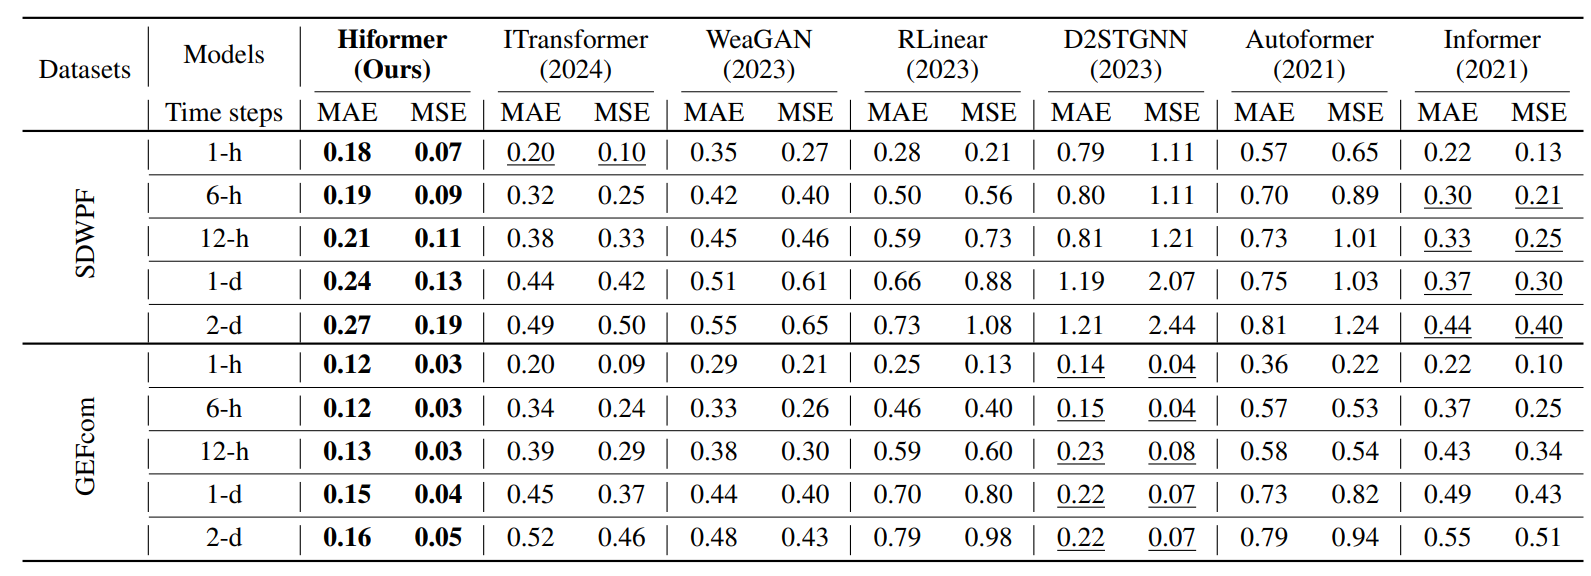 Datasets Models Hiformer (Ours) ITransformer (2024) WeaGAN (2023) RLinear (2023) D2STGNN (2023) Autoformer (2021) Informer (2021)
Time steps MAE MSE MAE MSE MAE MSE MAE MSE MAE MSE MAE MSE MAE MSE
SDWPF
1-h 0.18 0.07 0.20 0.10 0.35 0.27 0.28 0.21 0.79 1.11 0.57 0.65 0.22 0.13
6-h 0.19 0.09 0.32 0.25 0.42 0.40 0.50 0.56 0.80 1.11 0.70 0.89 0.30 0.21
12-h 0.21 0.11 0.38 0.33 0.45 0.46 0.59 0.73 0.81 1.21 0.73 1.01 0.33 0.25
1-d 0.24 0.13 0.44 0.42 0.51 0.61 0.66 0.88 1.19 2.07 0.75 1.03 0.37 0.30
2-d 0.27 0.19 0.49 0.50 0.55 0.65 0.73 1.08 1.21 2.44 0.81 1.24 0.44 0.40
GEFcom
1-h 0.12 0.03 0.20 0.09 0.29 0.21 0.25 0.13 0.14 0.04 0.36 0.22 0.22 0.10
6-h 0.12 0.03 0.34 0.24 0.33 0.26 0.46 0.40 0.15 0.04 0.57 0.53 0.37 0.25
12-h 0.13 0.03 0.39 0.29 0.38 0.30 0.59 0.60 0.23 0.08 0.58 0.54 0.43 0.34
1-d 0.15 0.04 0.45 0.37 0.44 0.40 0.70 0.80 0.22 0.07 0.73 0.82 0.49 0.43
2-d 0.16 0.05 0.52 0.46 0.48 0.43 0.79 0.98 0.22 0.07 0.79 0.94 0.55 0.51